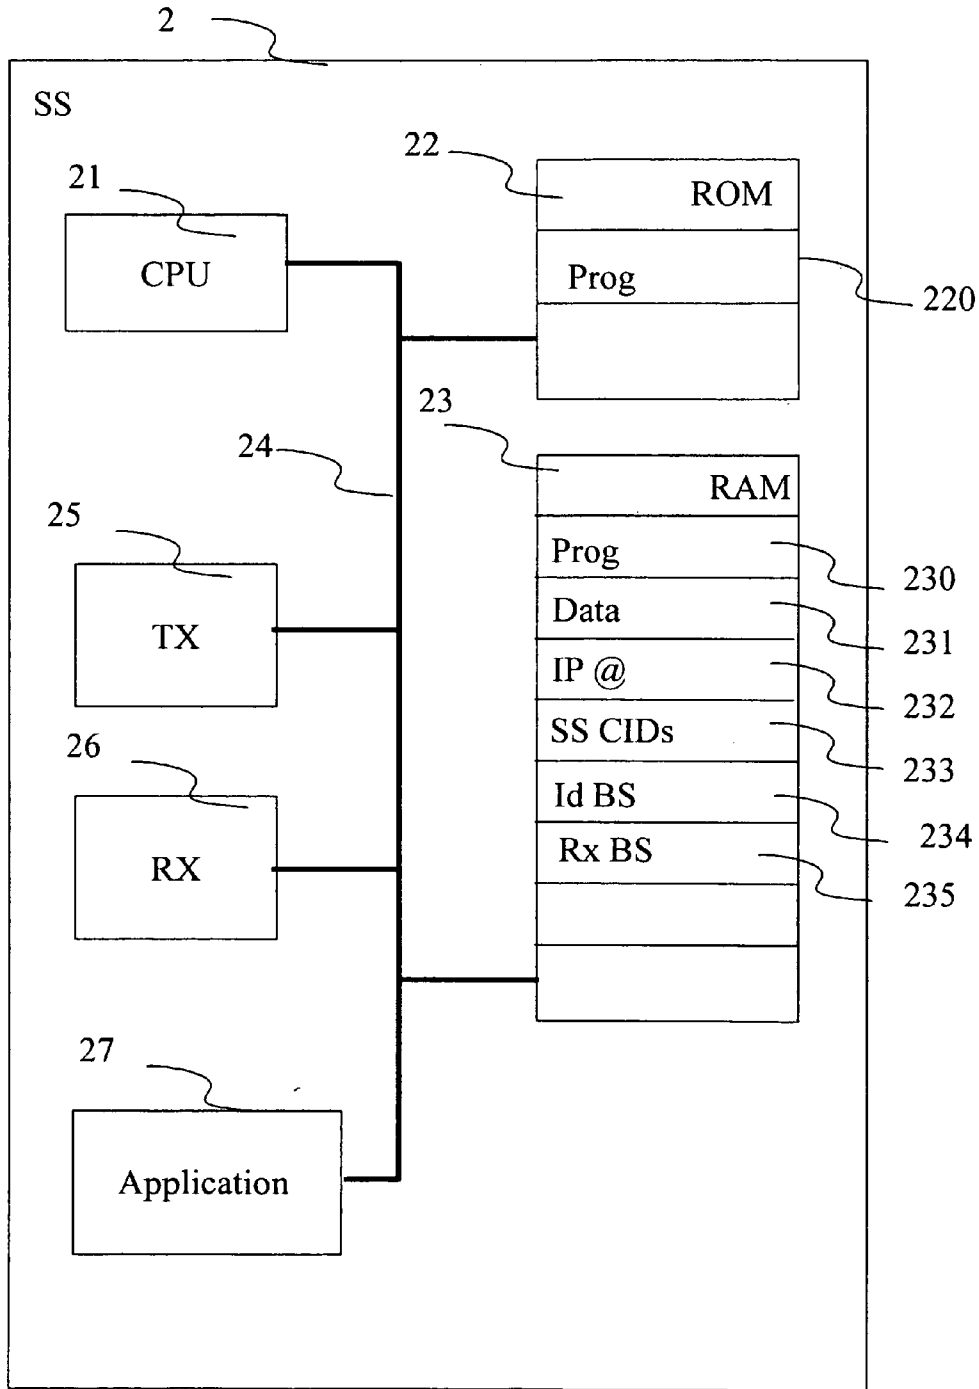 2
SS
22
ROM
21
CPU
Prog
220
23
24
RAM
25
Prog
230
Data
231
TX
IP @
232
SS CIDs
233
26
Id BS
234
Rx BS
235
RX
27
Application